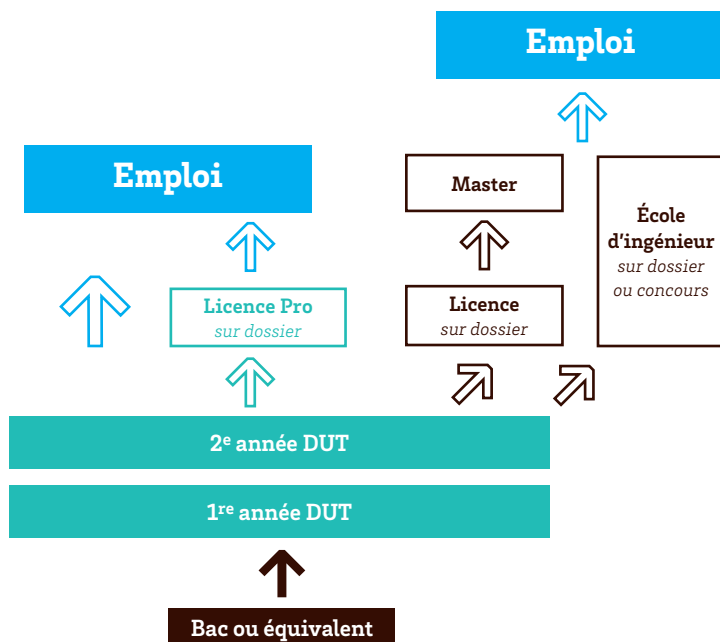 Emploi
Emploi
Master
École
d'ingénieur
sur dossier
ou concours
Licence Pro
sur dossier
Licence
sur dossier
2e année DUT
1re année DUT
Bac ou équivalent